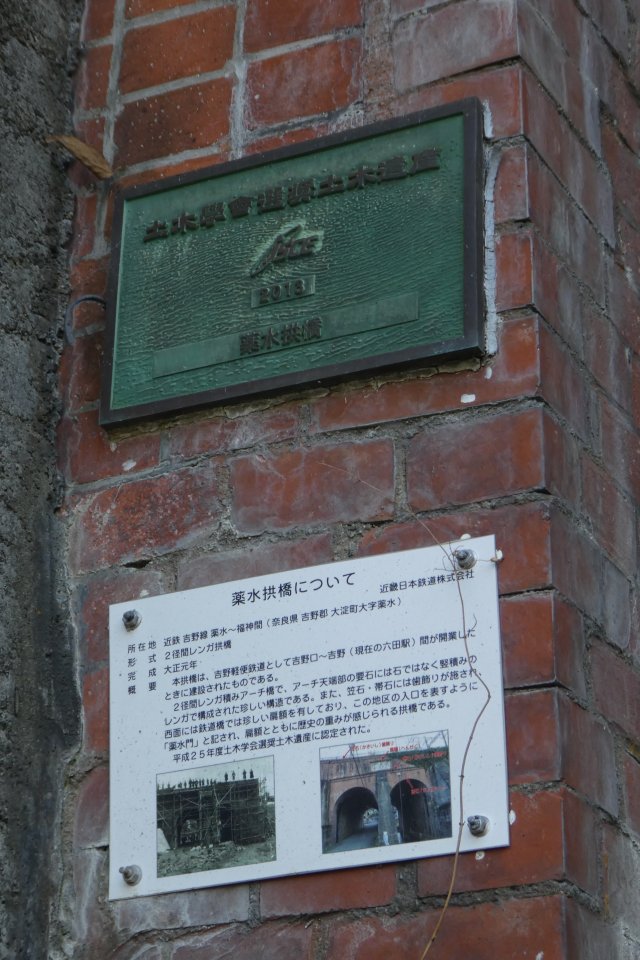 土木學會選奨土木遺産
JSCE
2013
薬水拱橋
薬水拱橋について
近畿日本鉄道株式会社
所在地 近鉄 吉野線 薬水〜福神間(奈良県 吉野郡 大淀町大字薬水)
形式 2径間レンガ拱橋
完成 大正元年
概要 本拱橋は、吉野軽便鉄道として吉野口〜吉野(現在の六田駅)間が開業した
ときに建設されたものである。
2径間レンガ積みアーチ橋で、アーチ天端部の要石には石ではなく竪積みの
レンガで構成された珍しい構造である。また、笠石・帯石には歯飾りが施され
西面には鉄道橋では珍しい扁額を有しており、この地区の入口を表すように
「薬水門」と記され、扁額とともに歴史の重みが感じられる拱橋である。
平成25年度土木学会選奨土木遺産に認定された。